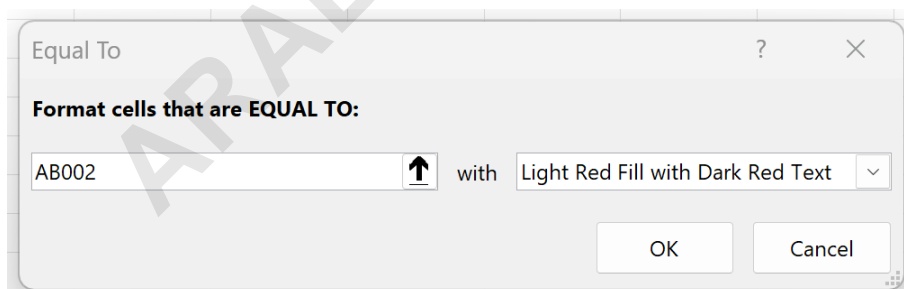 Equal To
?
Format cells that are EQUAL TO:
AB002
with
Light Red Fill with Dark Red Text
OK
Cancel